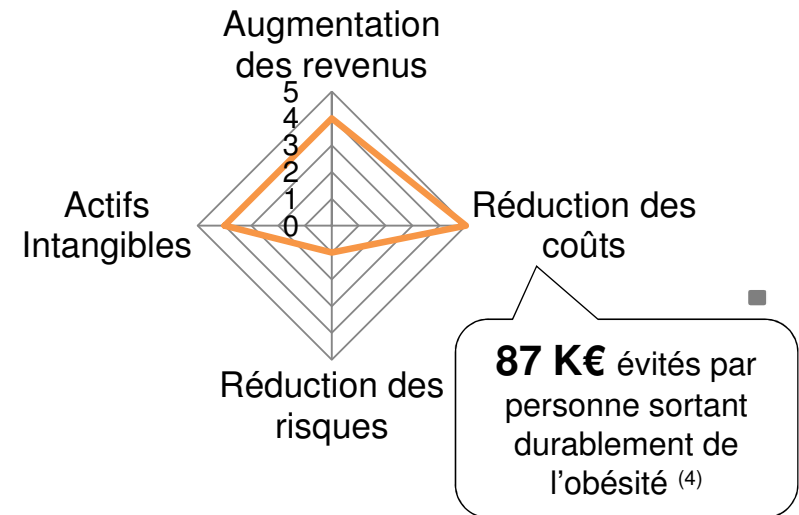 Augmentation
des revenus
5
4
3
2
1
0
Actifs
Intangibles
Réduction des
coûts
Réduction des
risques
87 K€ évités par
personne sortant
durablement de
l’obésité (4)